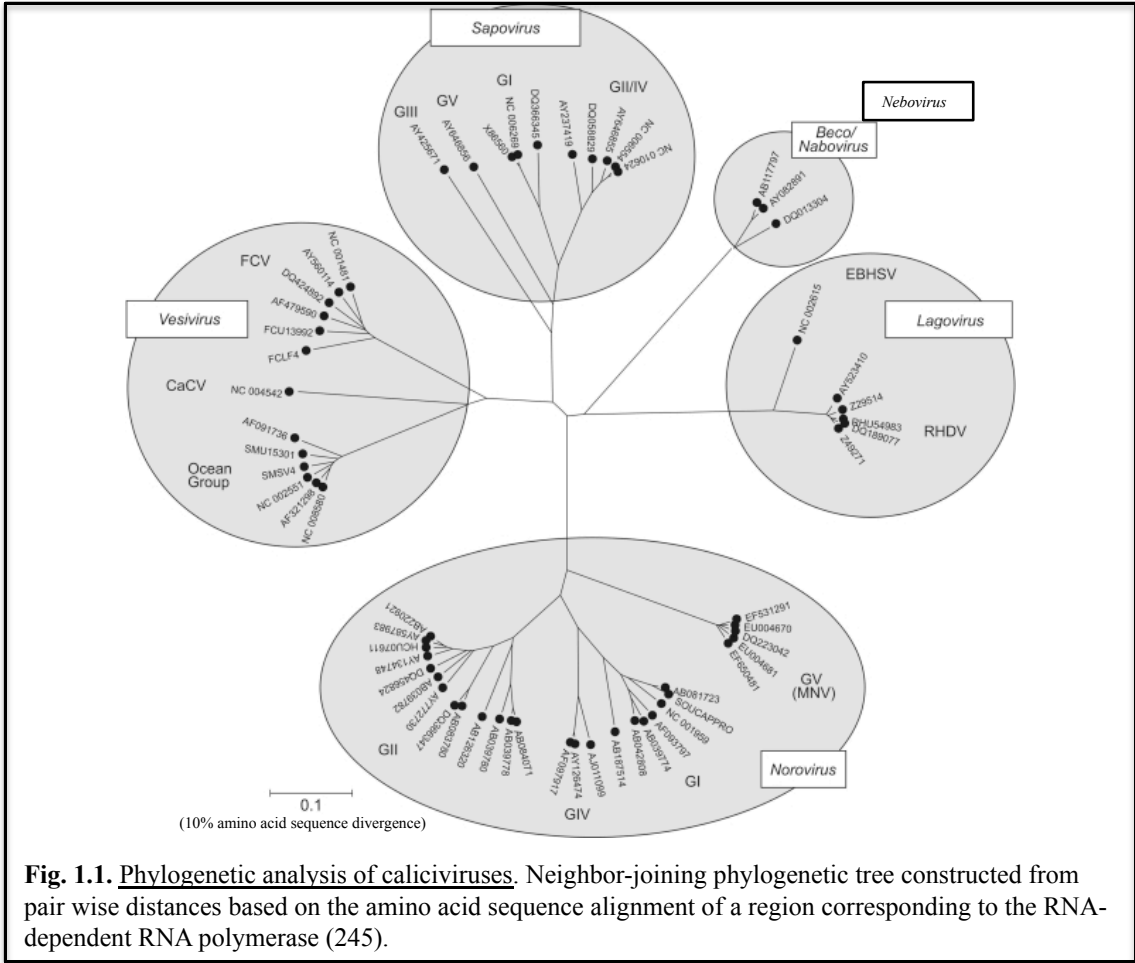 Sapovirus
GIII
GV
GI
GII/IV
AY425671
AY646856
X86560
NC 006269
DQ366345
AY237419
DQ058829
AY646855
NC 006554
NC 010624
Nebovirus
Beco/
Nabovirus
AB117797
AY082891
DQ013304
Vesivirus
FCV
NC 001481
AY560114
DQ424892
AF479590
FCU13992
FCLF4
CaCV
NC 004542
AF091736
SMU15301
SMSV4
NC 002551
AF321298
NC 008580
Ocean
Group
EBHSV
Lagovirus
NC 002615
AY523410
Z29514
RHU54983
DQ189077
Z49271
RHDV
AB220921
AY587983
HCU07611
AY134748
DQ456824
AB039782
AY772730
DQ366347
AB083780
AB126320
AB039780
AB039778
AB084071
GII
AF097917
AY126474
AJ011099
GIV
AB187514
AB042808
AB039774
AF093797
NC 001959
SOUCAPPRO
AB081723
GI
EF531291
EU004670
DQ223042
EU004681
EF650481
GV
(MNV)
Norovirus
0.1
(10% amino acid sequence divergence)
Fig. 1.1. Phylogenetic analysis of caliciviruses. Neighbor-joining phylogenetic tree constructed from
pair wise distances based on the amino acid sequence alignment of a region corresponding to the RNA-
dependent RNA polymerase (245).